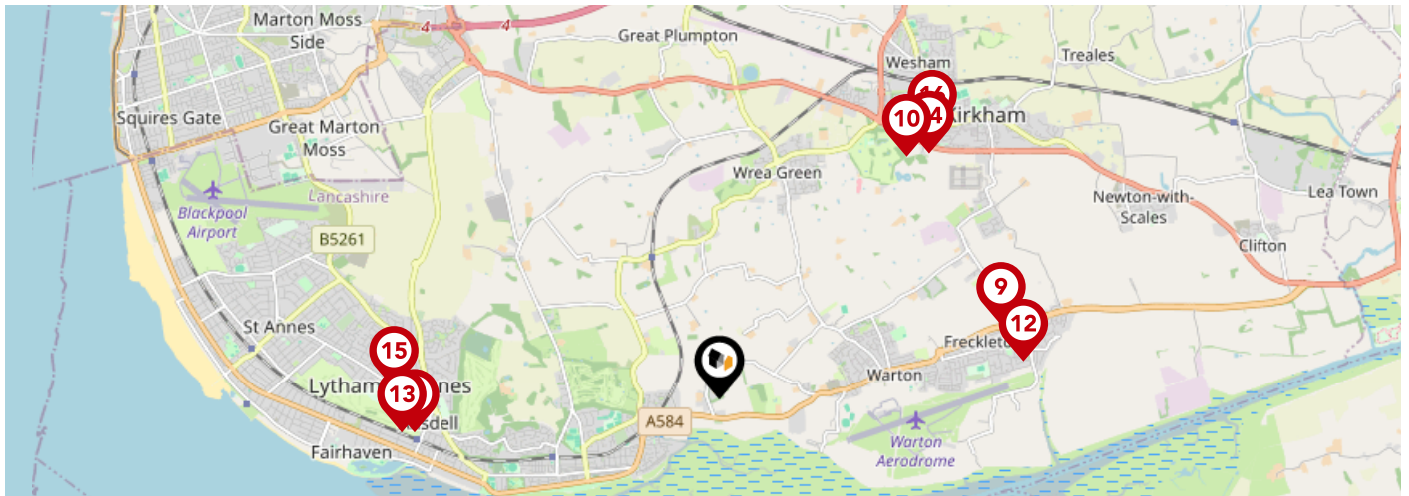 Marton Moss
Side
4
4
Great Plumpton
Wesham
Treales
Squires Gate
Great Marton
Moss
10
4
Kirkham
Wrea Green
Lancashire
Blackpool
Airport
Newton-with-
Scales
Lea Town
B5261
Clifton
9
St Annes
12
15
Warton
13
A584
Fairhaven
Warton
Aerodrome